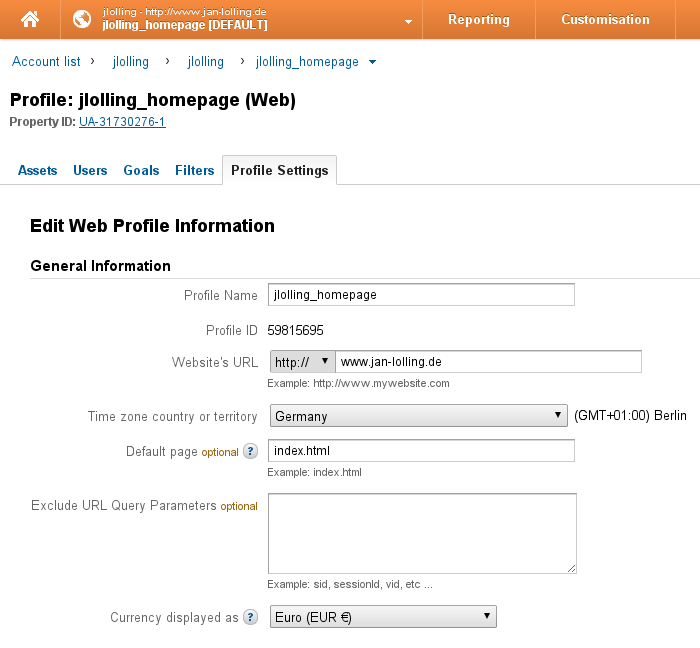 jlolling - http://www.jan-lolling.de
jlolling_homepage [DEFAULT]
Reporting
Customisation
Account list › jlolling › jlolling › jlolling_homepage
Profile: jlolling_homepage (Web)
Property ID: UA-31730276-1
Assets Users Goals Filters Profile Settings
Edit Web Profile Information
General Information
Profile Name jlolling_homepage
Profile ID 59815695
Website's URL http:// www.jan-lolling.de
Example: http://www.mywebsite.com
Time zone country or territory Germany (GMT+01:00) Berlin
Default page optional ? index.html
Example: index.html
Exclude URL Query Parameters optional
Example: sid, sessionId, vid, etc ...
Currency displayed as ? Euro (EUR €)